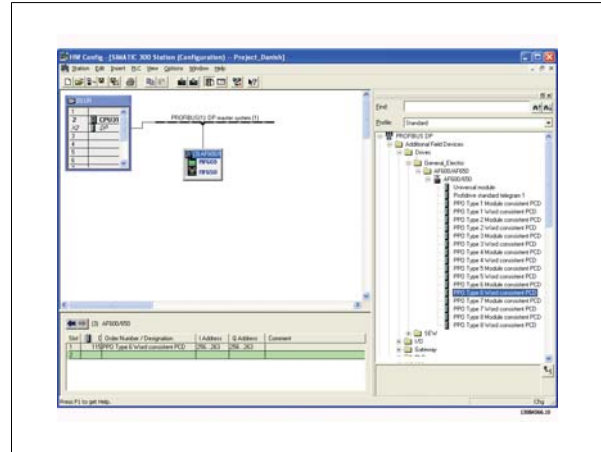 HW Config - [SIMATIC 300 Station (Configuration) -- Project_Danish]
Station Edit Insert PLC View Options Window Help
Find
Profile Standard
PROFIBUS(1): DP master system (1)
1
2 CPU31
X2 DP
3
4
5
6
AF600
AF650
PROFIBUS DP
Additional Field Devices
Drives
General_Electric
AF600/AF650
AF600/650
Universal module
Profidrive standard telegram 1
PPO Type 1 Module consistent PCD
PPO Type 1 Word consistent PCD
PPO Type 2 Module consistent PCD
PPO Type 2 Word consistent PCD
PPO Type 3 Module consistent PCD
PPO Type 3 Word consistent PCD
PPO Type 4 Module consistent PCD
PPO Type 4 Word consistent PCD
PPO Type 5 Module consistent PCD
PPO Type 5 Word consistent PCD
PPO Type 6 Module consistent PCD
PPO Type 6 Word consistent PCD
PPO Type 7 Module consistent PCD
PPO Type 7 Word consistent PCD
PPO Type 8 Module consistent PCD
PPO Type 8 Word consistent PCD
SEW
I/O
Gateway
(3) AF600/650
Slot Order Number / Designation I Address Q Address Comment
1 115 PPO Type 6 Word consistent PCD 256...263 256...263
2
Press F1 to get Help.
Chg